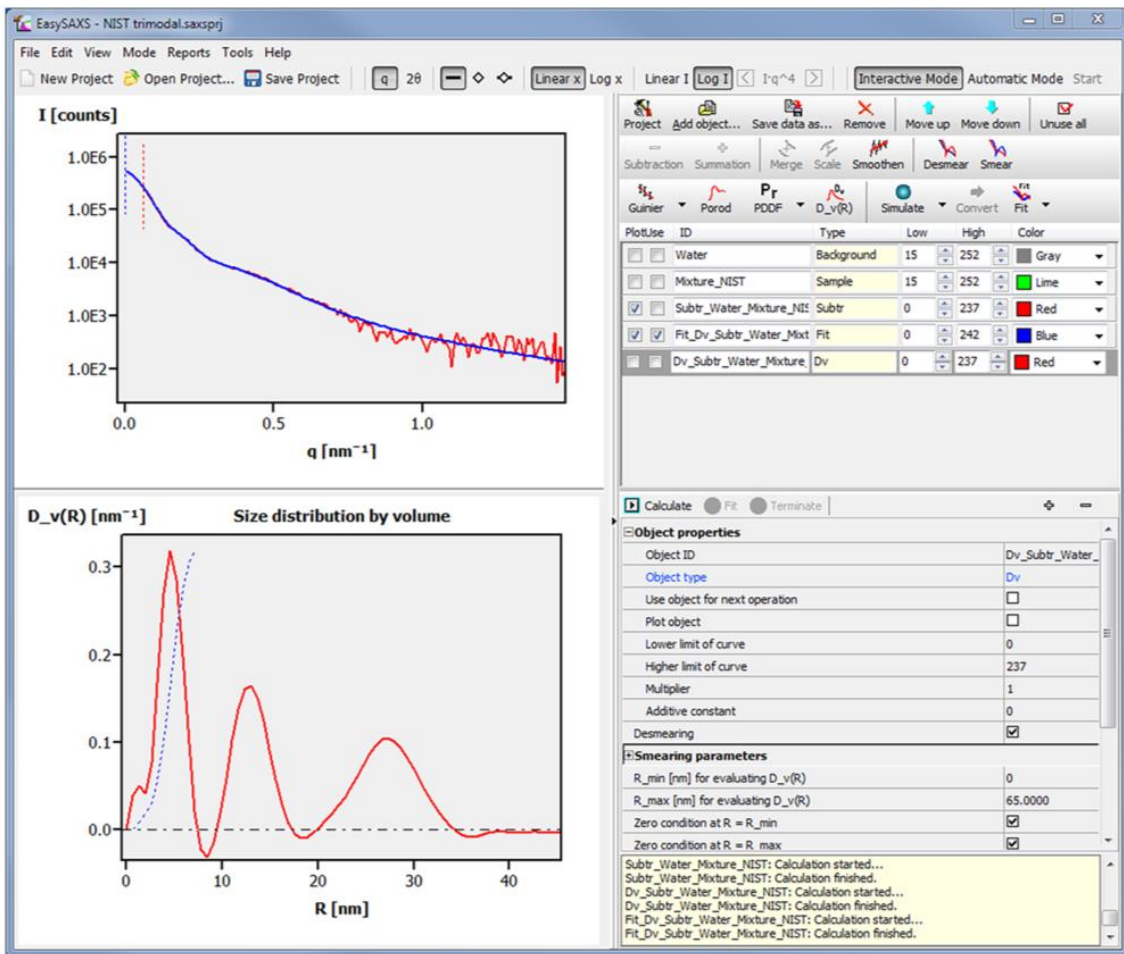 EasySAXS - NIST trimodal.saxsprj
File Edit View Mode Reports Tools Help
New Project Open Project... Save Project q 2θ Linear x Log x Linear I Log I I·q^4 Interactive Mode Automatic Mode Start
I [counts]
1.0E6
1.0E5
1.0E4
1.0E3
1.0E2
0.0 0.5 1.0
q [nm⁻¹]
Project Add object... Save data as... Remove Move up Move down Unuse all
Subtraction Summation Merge Scale Smoothen Desmear Smear
Fit
Pr
Dv
Guinier Porod PDDF D_v(R) Simulate Convert Fit
Plot Use ID Type Low High Color
Water Background 15 252 Gray
Mixture_NIST Sample 15 252 Lime
Subtr_Water_Mixture_NIS Subtr 0 237 Red
Fit_Dv_Subtr_Water_Mixt Fit 0 242 Blue
Dv_Subtr_Water_Mixture_ Dv 0 237 Red
D_v(R) [nm⁻¹] Size distribution by volume
0.3
0.2
0.1
0.0
0 10 20 30 40
R [nm]
Calculate Fit Terminate
Object properties
Object ID Dv_Subtr_Water_
Object type Dv
Use object for next operation
Plot object
Lower limit of curve 0
Higher limit of curve 237
Multiplier 1
Additive constant 0
Desmearing
Smearing parameters
R_min [nm] for evaluating D_v(R) 0
R_max [nm] for evaluating D_v(R) 65.0000
Zero condition at R = R_min
Zero condition at R = R_max
Subtr_Water_Mixture_NIST: Calculation started...
Subtr_Water_Mixture_NIST: Calculation finished.
Dv_Subtr_Water_Mixture_NIST: Calculation started...
Dv_Subtr_Water_Mixture_NIST: Calculation finished.
Fit_Dv_Subtr_Water_Mixture_NIST: Calculation started...
Fit_Dv_Subtr_Water_Mixture_NIST: Calculation finished.